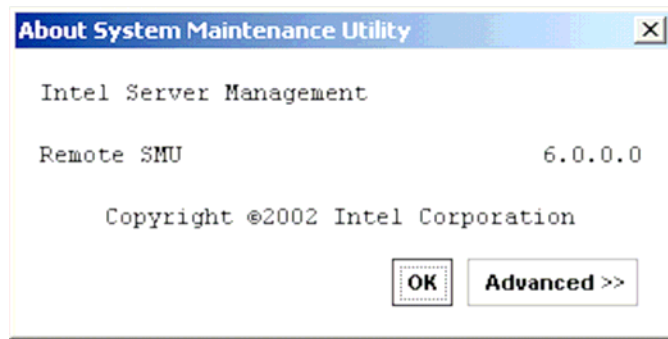 About System Maintenance Utility
Intel Server Management
Remote SMU 6.0.0.0
Copyright ©2002 Intel Corporation
OK Advanced >>